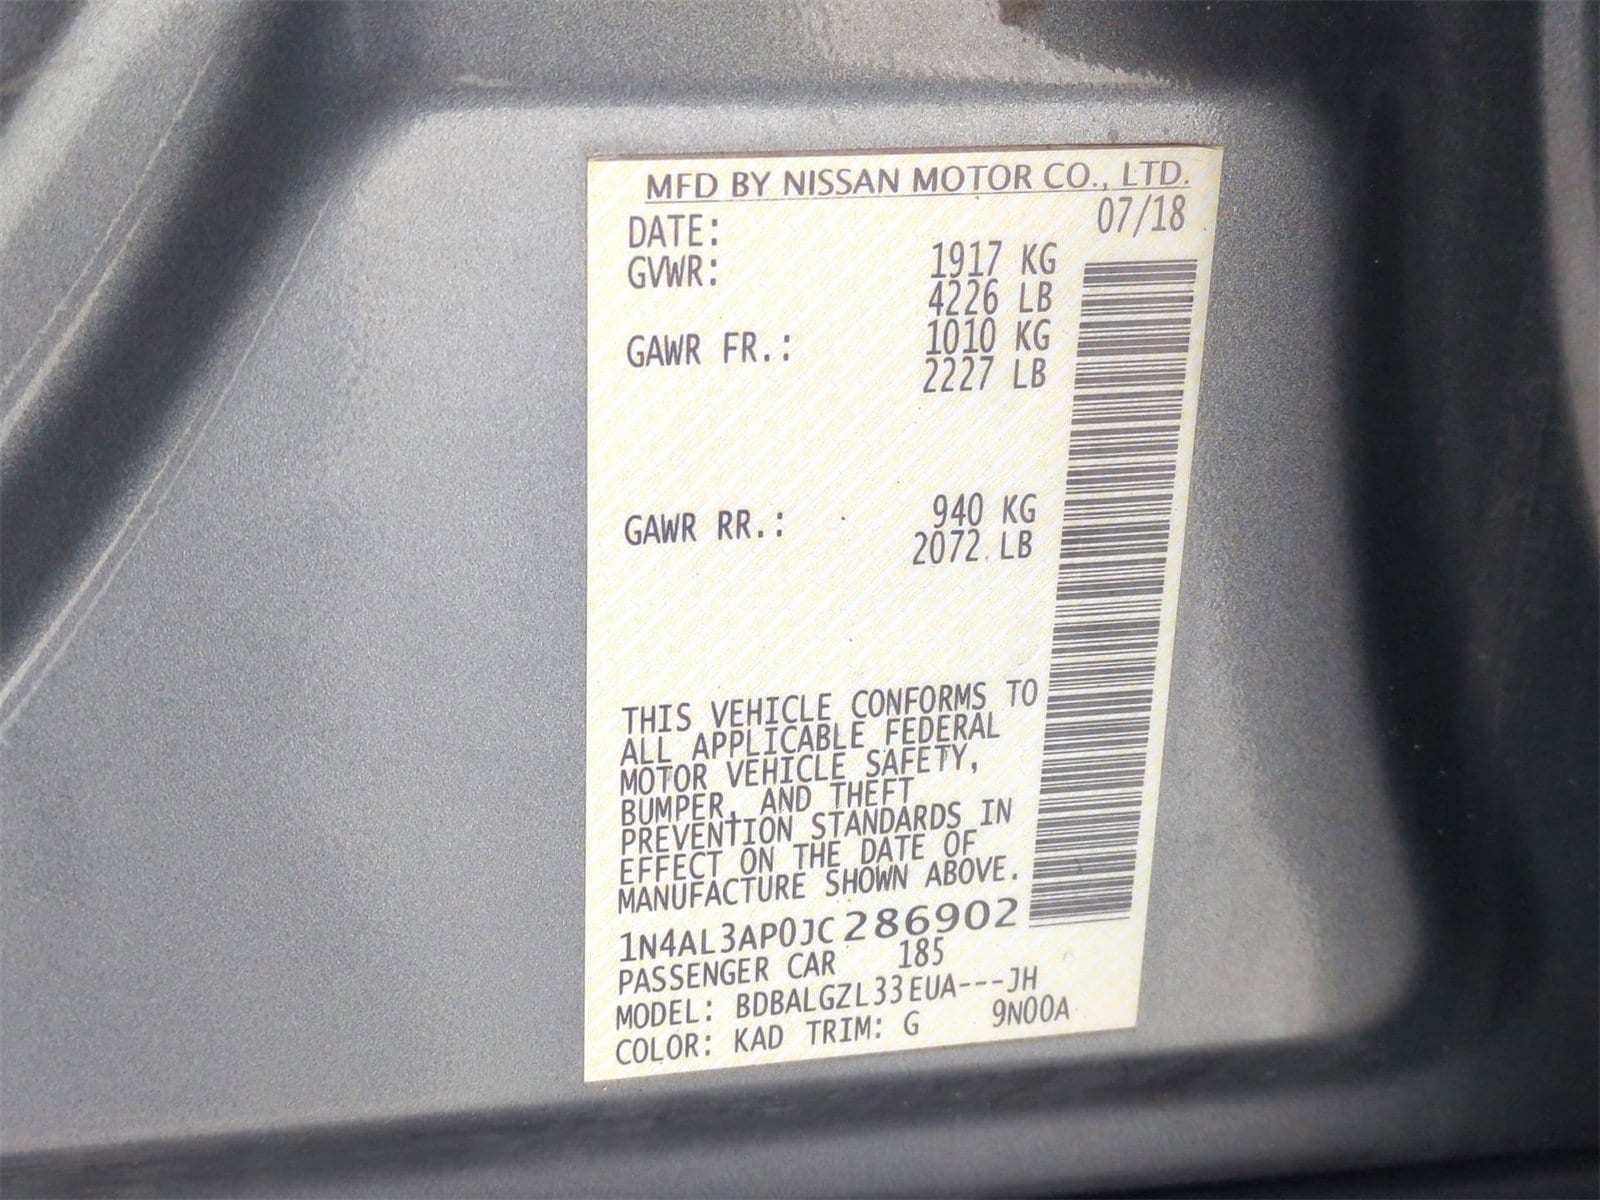 MFD BY NISSAN MOTOR CO., LTD.
DATE: 07/18
GVWR: 1917 KG
4226 LB
GAWR FR.: 1010 KG
2227 LB
GAWR RR.: 940 KG
2072 LB
THIS VEHICLE CONFORMS TO
ALL APPLICABLE FEDERAL
MOTOR VEHICLE SAFETY,
BUMPER, AND THEFT
PREVENTION STANDARDS IN
EFFECT ON THE DATE OF
MANUFACTURE SHOWN ABOVE.
1N4AL3AP0JC286902
PASSENGER CAR 185
MODEL: BDBALGZL33EUA---JH
COLOR: KAD TRIM: G 9N00A